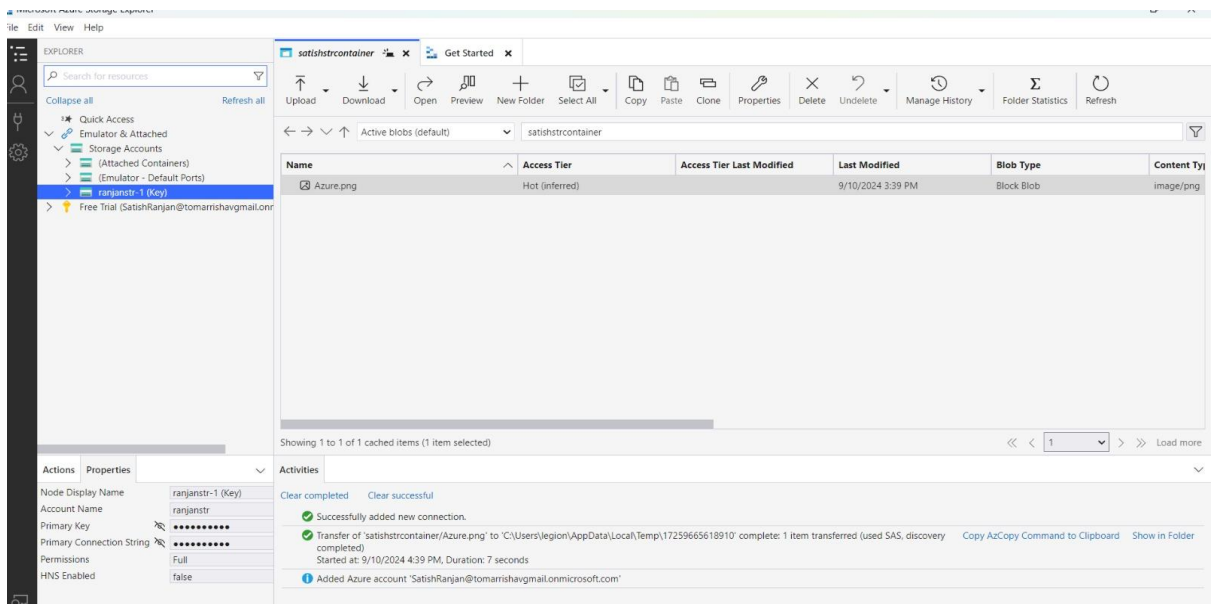 Microsoft Azure Storage Explorer
File Edit View Help
EXPLORER
Search for resources
Collapse all Refresh all
Quick Access
Emulator & Attached
Storage Accounts
(Attached Containers)
(Emulator - Default Ports)
ranjanstr-1 (Key)
Free Trial (SatishRanjan@tomarrishavgmail.onr
satishstrcontainer Get Started
Upload Download Open Preview New Folder Select All Copy Paste Clone Properties Delete Undelete Manage History Folder Statistics Refresh
Active blobs (default) satishstrcontainer
Name Access Tier Access Tier Last Modified Last Modified Blob Type Content Typ
Azure.png Hot (inferred) 9/10/2024 3:39 PM Block Blob image/png
Showing 1 to 1 of 1 cached items (1 item selected) 1 Load more
Actions Properties
Node Display Name ranjanstr-1 (Key)
Account Name ranjanstr
Primary Key ••••••••••
Primary Connection String ••••••••••
Permissions Full
HNS Enabled false
Activities
Clear completed Clear successful
Successfully added new connection.
Transfer of 'satishstrcontainer/Azure.png' to 'C:\Users\legion\AppData\Local\Temp\17259665618910' complete: 1 item transferred (used SAS, discovery Copy AzCopy Command to Clipboard Show in Folder
completed)
Started at: 9/10/2024 4:39 PM, Duration: 7 seconds
Added Azure account 'SatishRanjan@tomarrishavgmail.onmicrosoft.com'